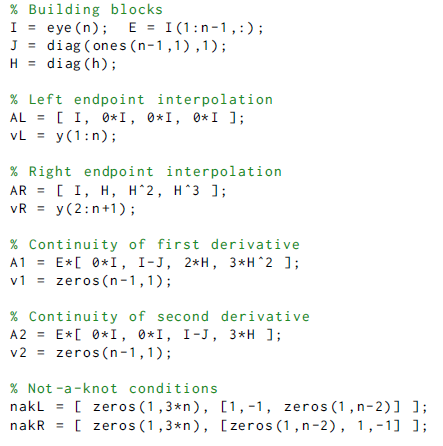 % Building blocks
I = eye(n);  E = I(1:n-1,:);
J = diag(ones(n-1,1),1);
H = diag(h);
% Left endpoint interpolation
AL = [ I, 0*I, 0*I, 0*I ];
vL = y(1:n);
% Right endpoint interpolation
AR = [ I, H, H^2, H^3 ];
vR = y(2:n+1);
% Continuity of first derivative
A1 = E*[ 0*I, I-J, 2*H, 3*H^2 ];
v1 = zeros(n-1,1);
% Continuity of second derivative
A2 = E*[ 0*I, 0*I, I-J, 3*H ];
v2 = zeros(n-1,1);
% Not-a-knot conditions
nakL = [ zeros(1,3*n), [1,-1, zeros(1,n-2)] ];
nakR = [ zeros(1,3*n), [zeros(1,n-2), 1,-1] ];